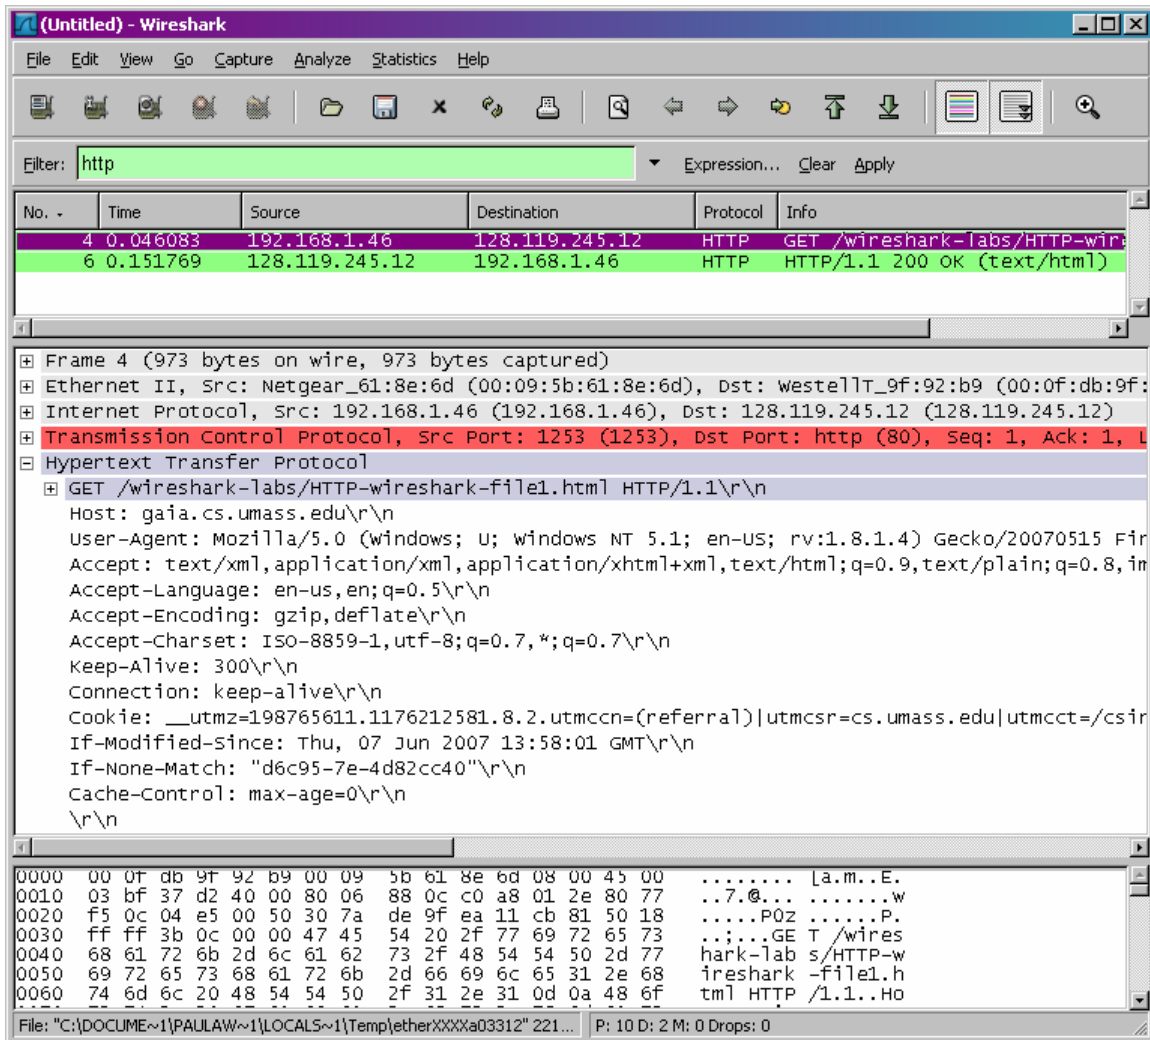 (Untitled) - Wireshark
File Edit View Go Capture Analyze Statistics Help
Filter: http Expression... Clear Apply
No. - Time Source Destination Protocol Info
4 0.046083 192.168.1.46 128.119.245.12 HTTP GET /wireshark-labs/HTTP-wire
6 0.151769 128.119.245.12 192.168.1.46 HTTP HTTP/1.1 200 OK (text/html)
Frame 4 (973 bytes on wire, 973 bytes captured)
Ethernet II, Src: Netgear_61:8e:6d (00:09:5b:61:8e:6d), Dst: WestellT_9f:92:b9 (00:0f:db:9f:
Internet Protocol, Src: 192.168.1.46 (192.168.1.46), Dst: 128.119.245.12 (128.119.245.12)
Transmission Control Protocol, Src Port: 1253 (1253), Dst Port: http (80), Seq: 1, Ack: 1, L
Hypertext Transfer Protocol
GET /wireshark-labs/HTTP-wireshark-file1.html HTTP/1.1\r\n
Host: gaia.cs.umass.edu\r\n
User-Agent: Mozilla/5.0 (Windows; U; Windows NT 5.1; en-US; rv:1.8.1.4) Gecko/20070515 Fir
Accept: text/xml,application/xml,application/xhtml+xml,text/html;q=0.9,text/plain;q=0.8,im
Accept-Language: en-us,en;q=0.5\r\n
Accept-Encoding: gzip,deflate\r\n
Accept-Charset: ISO-8859-1,utf-8;q=0.7,*;q=0.7\r\n
Keep-Alive: 300\r\n
Connection: keep-alive\r\n
Cookie: __utmz=198765611.1176212581.8.2.utmccn=(referral)|utmcsr=cs.umass.edu|utmcct=/csin
If-Modified-Since: Thu, 07 Jun 2007 13:58:01 GMT\r\n
If-None-Match: "d6c95-7e-4d82cc40"\r\n
Cache-Control: max-age=0\r\n
\r\n
0000 00 0f db 9f 92 b9 00 09 5b 61 8e 6d 08 00 45 00 ........ [a.m..E.
0010 03 bf 37 d2 40 00 80 06 88 0c c0 a8 01 2e 80 77 ..7.@... .......w
0020 f5 0c 04 e5 00 50 30 7a de 9f ea 11 cb 81 50 18 .....P0z ......P.
0030 ff ff 3b 0c 00 00 47 45 54 20 2f 77 69 72 65 73 ..;...GE T /wires
0040 68 61 72 6b 2d 6c 61 62 73 2f 48 54 54 50 2d 77 hark-lab s/HTTP-w
0050 69 72 65 73 68 61 72 6b 2d 66 69 6c 65 31 2e 68 ireshark -file1.h
0060 74 6d 6c 20 48 54 54 50 2f 31 2e 31 0d 0a 48 6f tml HTTP /1.1..Ho
File: "C:\DOCUME~1\PAULAW~1\LOCALS~1\Temp\etherXXXXa03312" 221... P: 10 D: 2 M: 0 Drops: 0